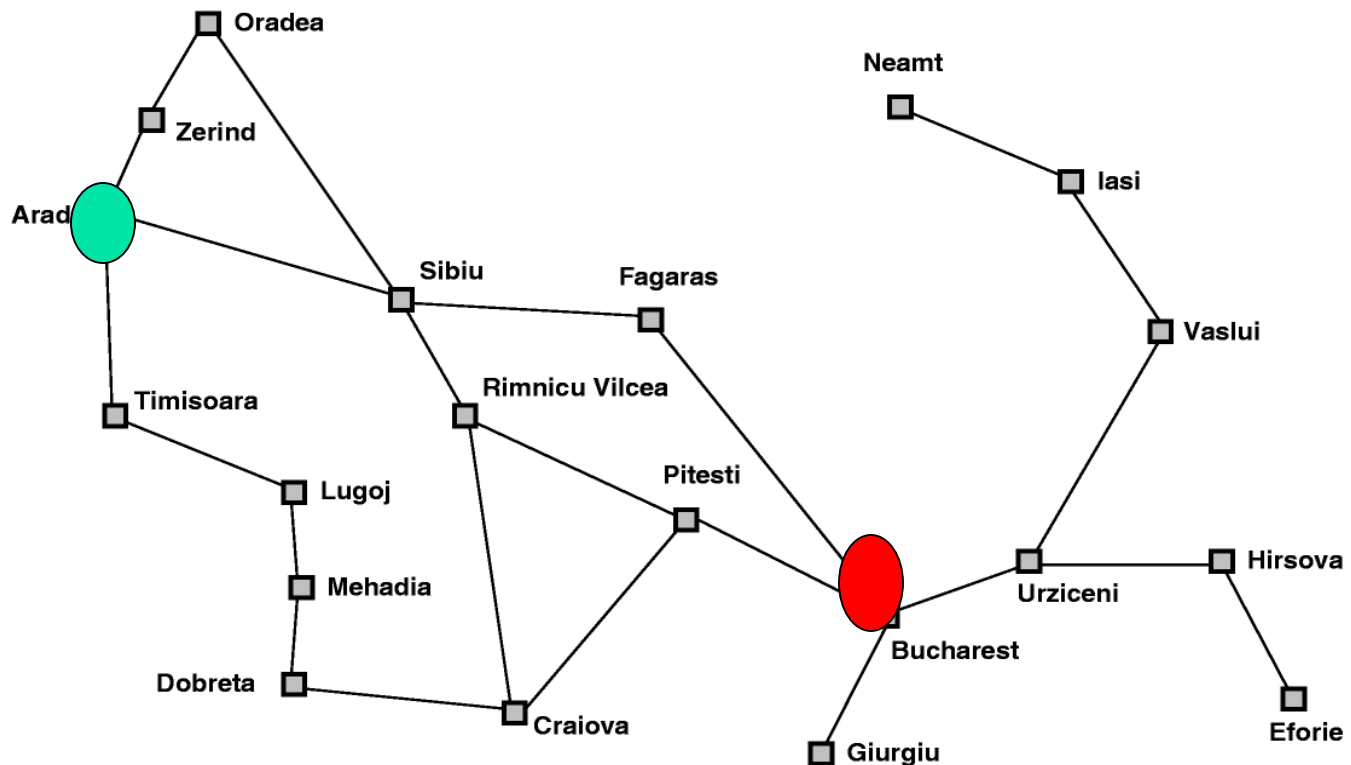 Oradea
Neamt
Zerind
Iasi
Arad
Sibiu
Fagaras
Vaslui
Rimnicu Vilcea
Timisoara
Pitesti
Lugoj
Hirsova
Mehadia
Urziceni
Bucharest
Dobreta
Craiova
Eforie
Giurgiu